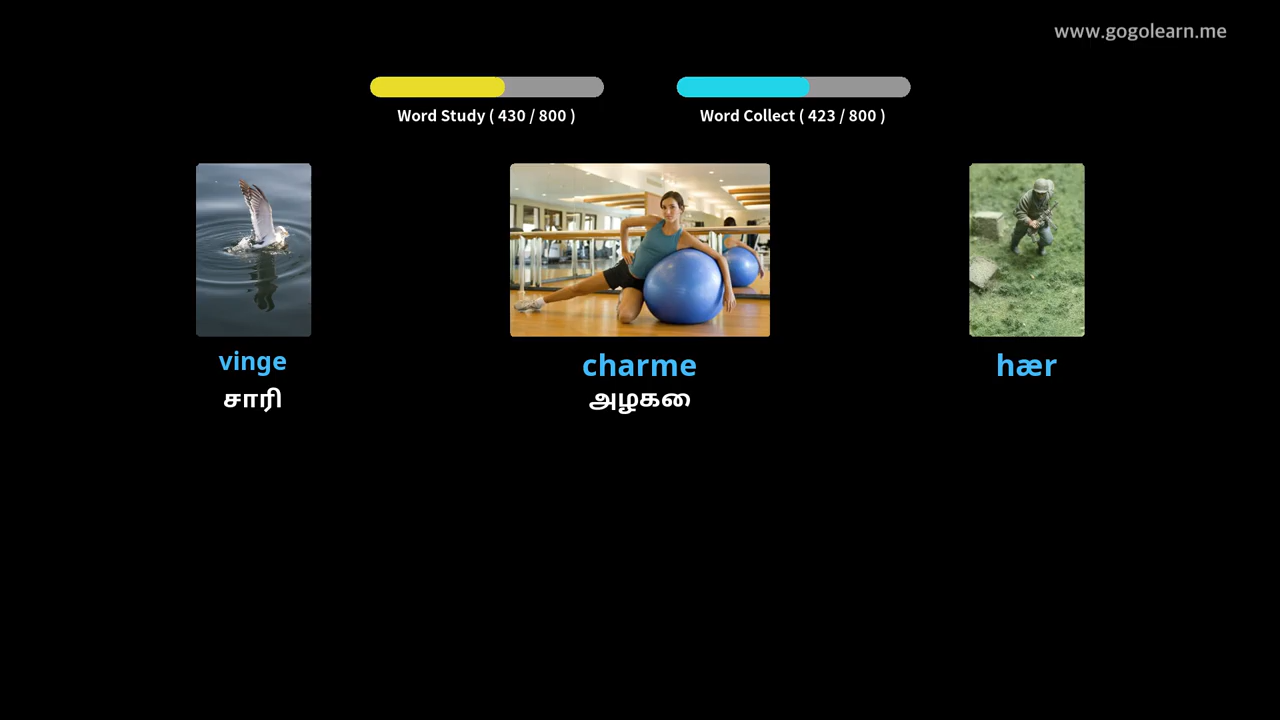 www.gogolearn.me
Word Study ( 430 / 800 )
Word Collect ( 423 / 800 )
vinge
charme
hær
சாரி
அழகை